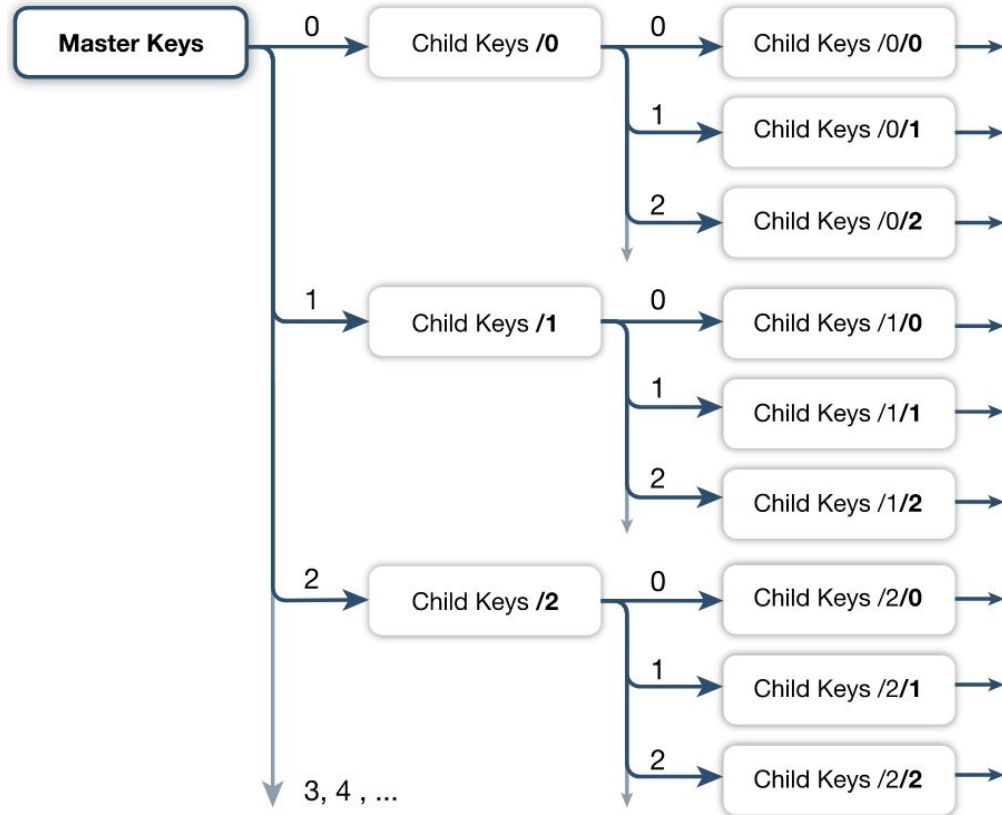 Master Keys
0
Child Keys /0
0
Child Keys /0/0
1
Child Keys /0/1
2
Child Keys /0/2
1
Child Keys /1
0
Child Keys /1/0
1
Child Keys /1/1
2
Child Keys /1/2
2
Child Keys /2
0
Child Keys /2/0
1
Child Keys /2/1
2
Child Keys /2/2
3, 4 , ...